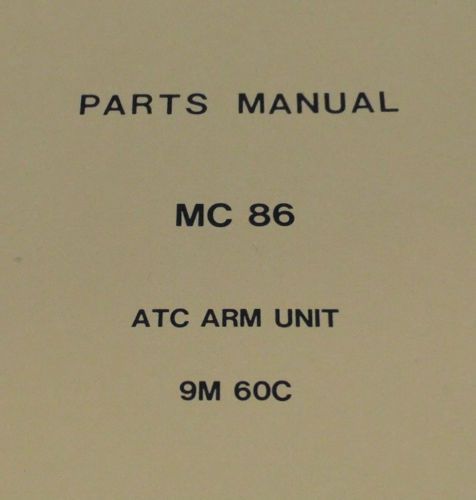 PARTS MANUAL
MC 86
ATC ARM UNIT
9M 60C